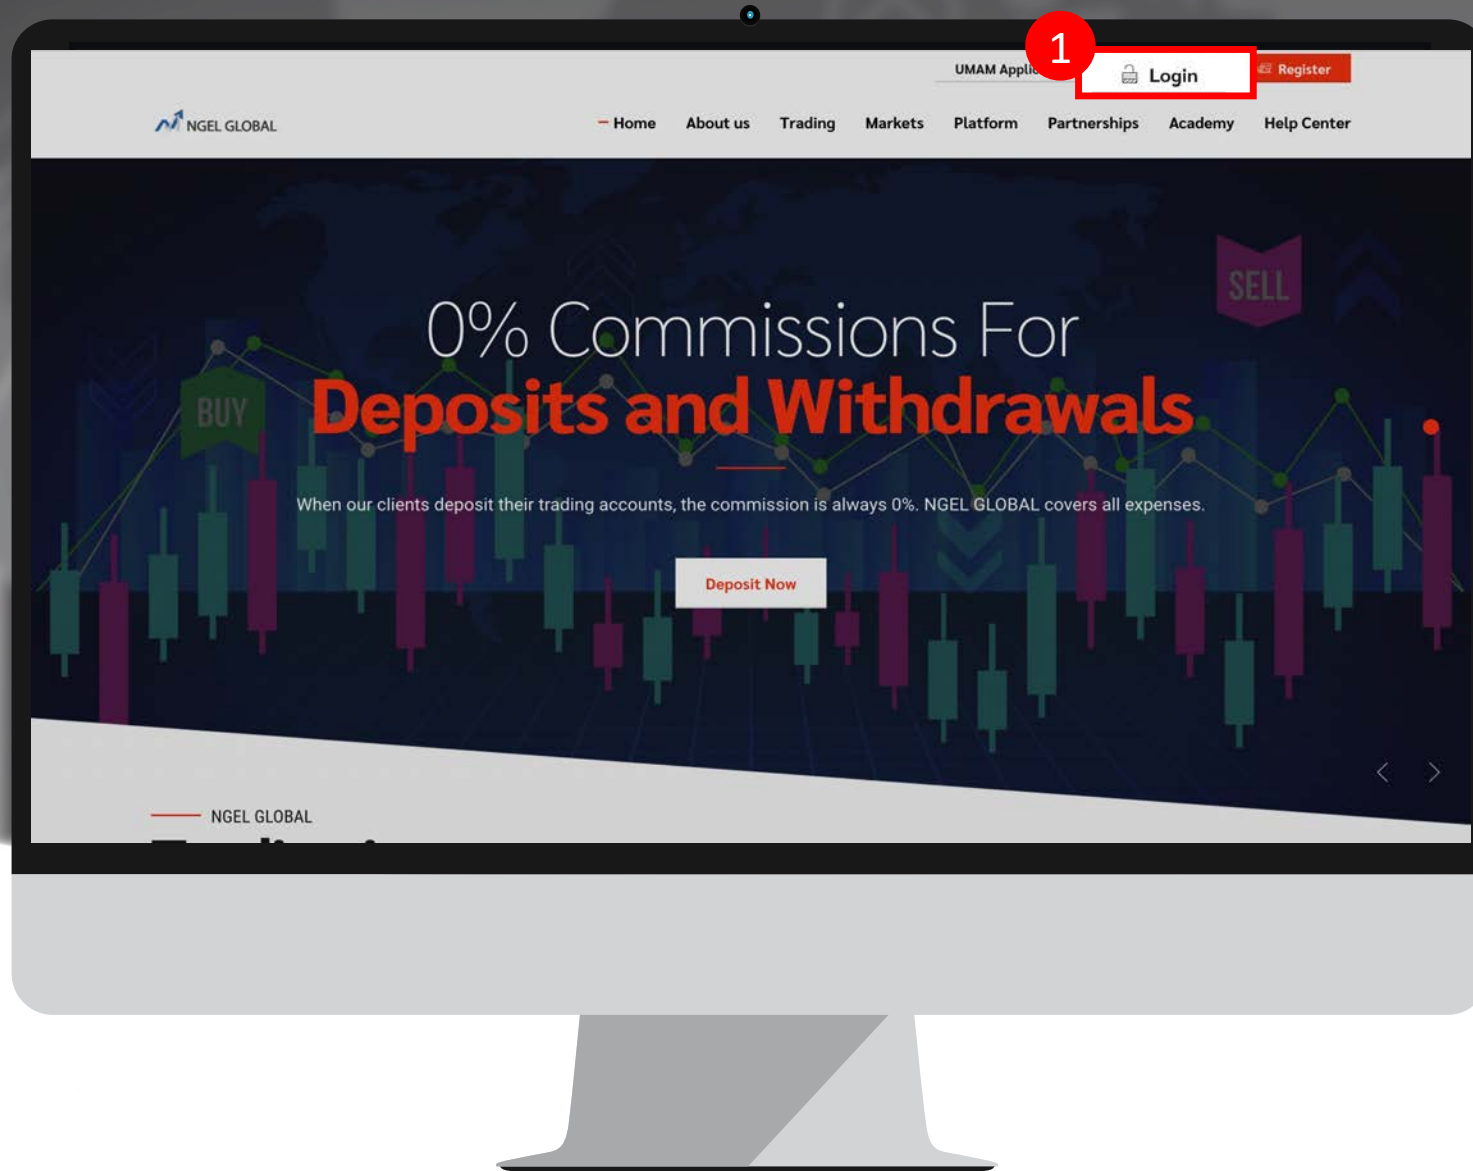 1
UMAM Appli
Login
Register
NGEL GLOBAL
Home About us Trading Markets Platform Partnerships Academy Help Center
SELL
0% Commissions For
BUY
Deposits and Withdrawals
When our clients deposit their trading accounts, the commission is always 0%. NGEL GLOBAL covers all expenses.
Deposit Now
NGEL GLOBAL